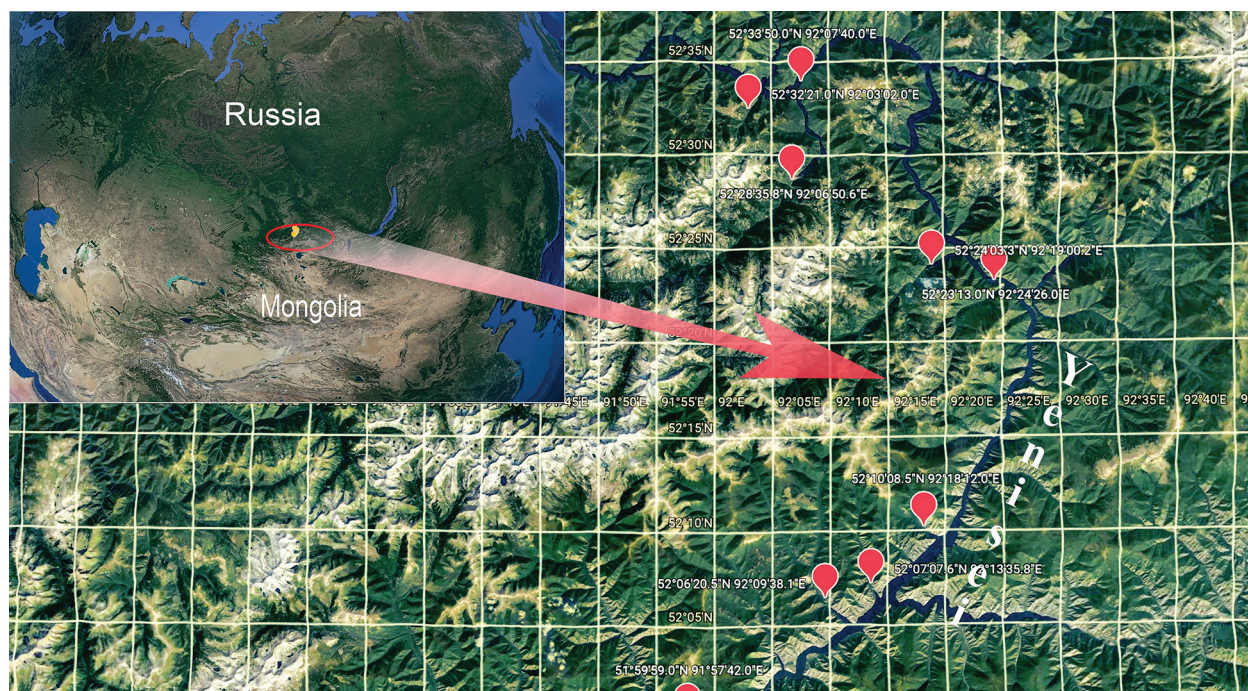 Russia
Mongolia
52°33'50.0"N 92°07'40.0"E
52°35'N
52°32'21.0"N 92°03'02.0"E
52°30'N
52°28'35.8"N 92°06'50.6"E
52°25'N
52°24'03.3"N 92°19'00.2"E
52°23'13.0"N 92°24'26.0"E
52°20'N
Yenisei
91°50'E 91°55'E 92°E 92°05'E 92°10'E 92°15'E 92°20'E 92°25'E 92°30'E 92°35'E 92°40'E
52°15'N
52°10'08.5"N 92°18'12.0"E
52°10'N
52°07'07.6"N 92°13'35.8"E
52°06'20.5"N 92°09'38.1"E
52°05'N
51°59'59.0"N 91°57'42.0"E